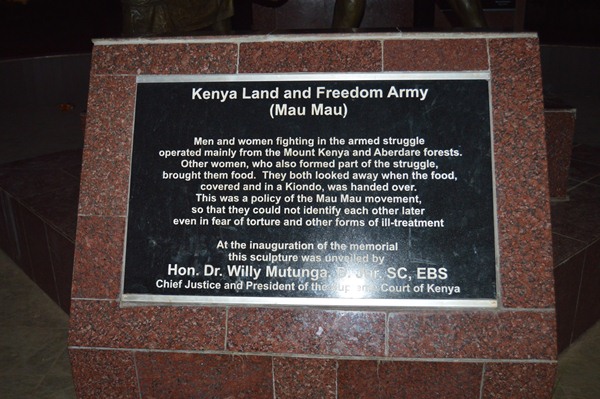 Kenya Land and Freedom Army
(Mau Mau)
Men and women fighting in the armed struggle
operated mainly from the Mount Kenya and Aberdare forests.
Other women, who also formed part of the struggle,
brought them food. They both looked away when the food,
covered and in a Kiondo, was handed over.
This was a policy of the Mau Mau movement,
so that they could not identify each other later
even in fear of torture and other forms of ill-treatment
At the inauguration of the memorial
this sculpture was unveiled by
Hon. Dr. Willy Mutunga, SC, EBS
Chief Justice and President of the Supreme Court of Kenya